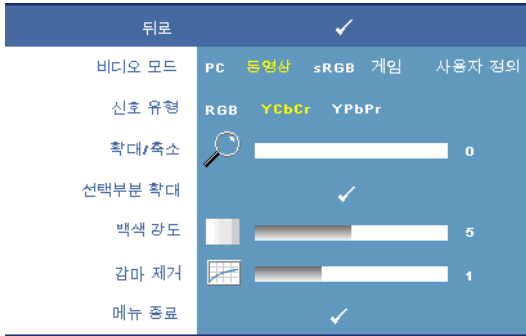 뒤로
비디오 모드 PC 동영상 sRGB 게임 사용자 정의
신호 유형 RGB YCbCr YPbPr
확대/축소 0
선택부분 확대
백색 강도 5
감마 제거 1
메뉴 종료